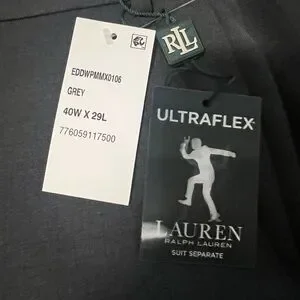 RLL
EDDWPMMX0106
GREY
40W X 29L
776059117500
ULTRAFLEX
LAUREN
RALPH LAUREN
SUIT SEPARATE